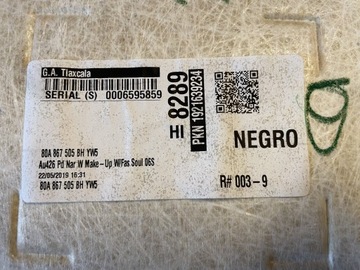 G.A. Tlaxcala
SERIAL (S) 0006595859
HI 8289
PKN 1921639234
NEGRO
80A 867 505 BH YW5
Au426 Pd Nar W Make-Up W/Fas Soul 06S
22/05/2019 16:31
80A 867 505 BH YW5
R# 003-9